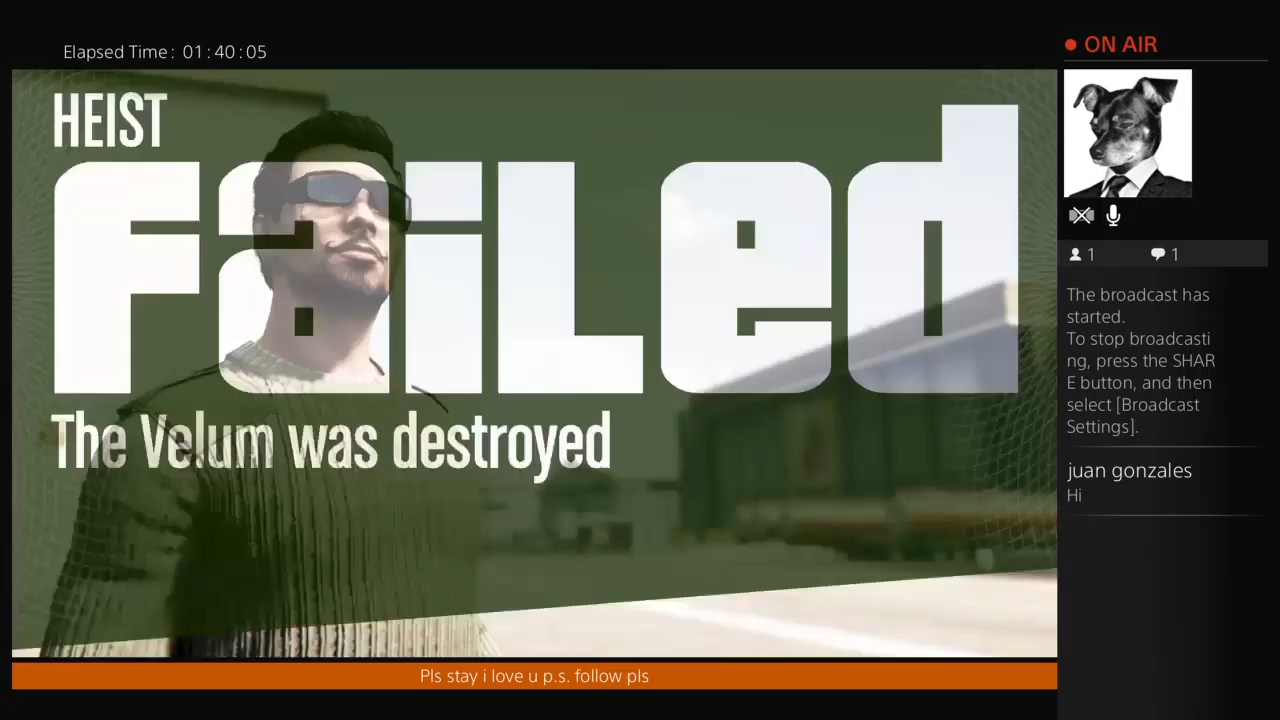 Elapsed Time: 01:40:05
ON AIR
HEIST
FaiLed
The Velum was destroyed
1
1
The broadcast has
started.
To stop broadcasti
ng, press the SHAR
E button, and then
select [Broadcast
Settings].
juan gonzales
Hi
Pls stay i love u p.s. follow pls